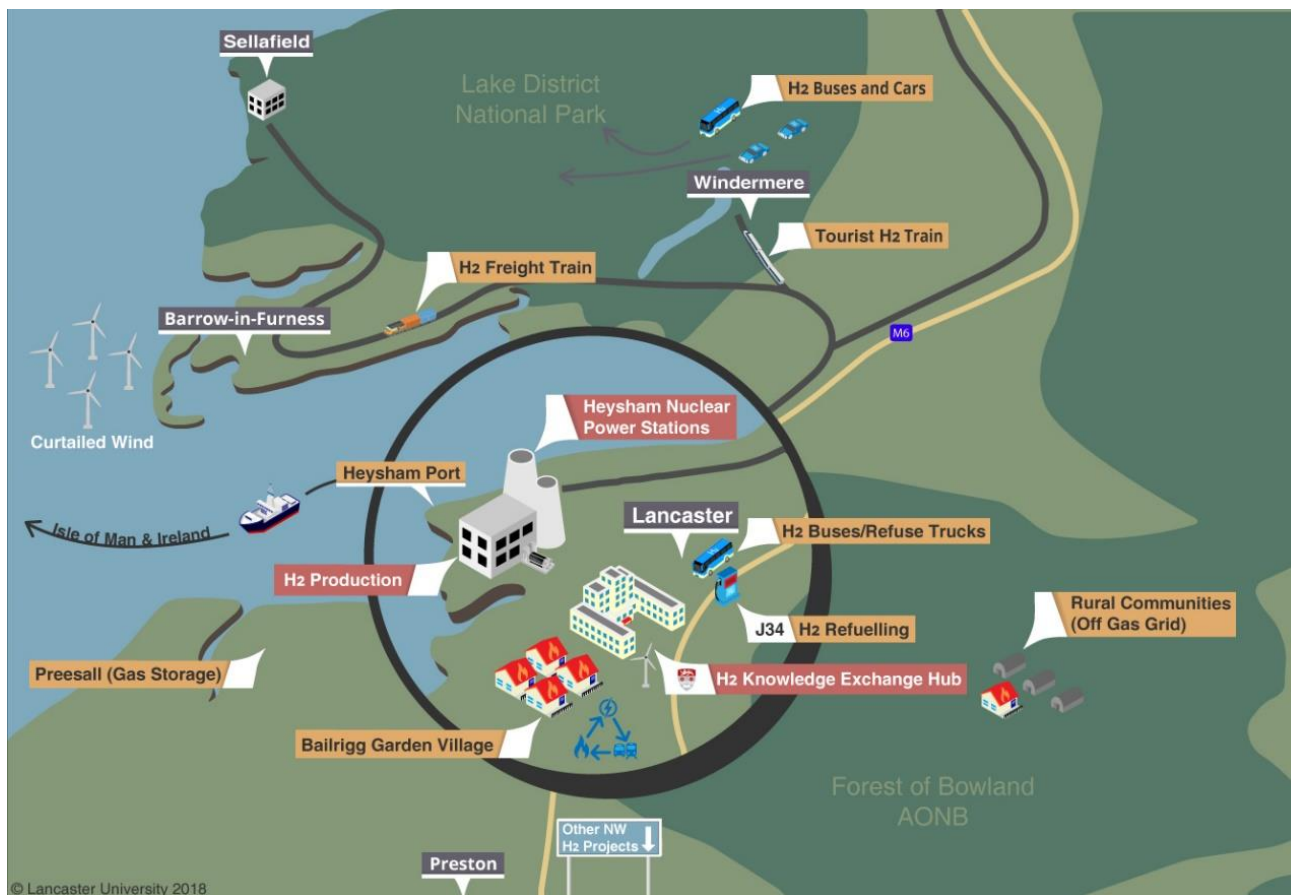 Sellafield
Lake District
National Park
H2 Buses and Cars
Windermere
Tourist H2 Train
H2 Freight Train
Barrow-in-Furness
M6
Curtailed Wind
Heysham Nuclear
Power Stations
Heysham Port
Isle of Man & Ireland
Lancaster
H2 Buses/Refuse Trucks
H2 Production
J34 H2 Refuelling
Rural Communities
(Off Gas Grid)
Preesall (Gas Storage)
H2 Knowledge Exchange Hub
Bailrigg Garden Village
Forest of Bowland
AONB
Other NW
H2 Projects
Preston
© Lancaster University 2018